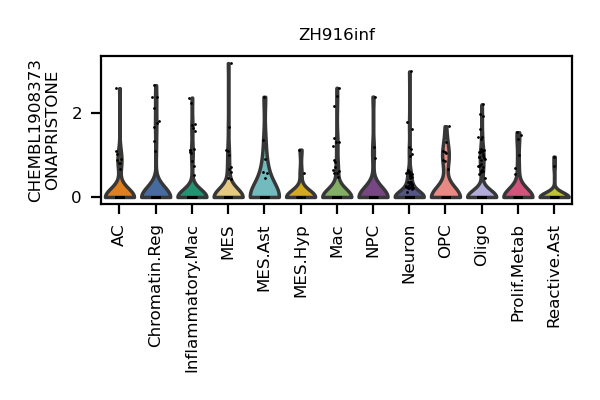 ZH916inf
CHEMBL1908373
ONAPRISTONE
2
0
AC
Chromatin.Reg
Inflammatory.Mac
MES
MES.Ast
MES.Hyp
Mac
NPC
Neuron
OPC
Oligo
Prolif.Metab
Reactive.Ast